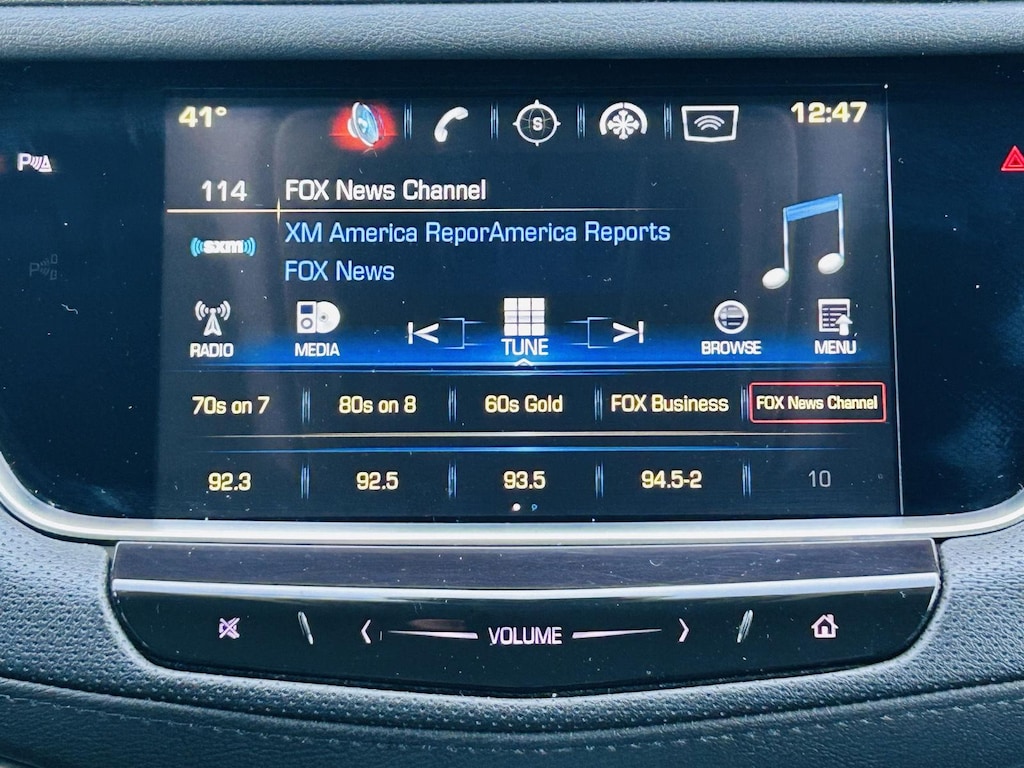 41° 12:47
S
114 FOX News Channel
XM America ReporAmerica Reports
((sxm))
FOX News
RADIO MEDIA TUNE BROWSE MENU
70s on 7 80s on 8 60s Gold FOX Business FOX News Channel
92.3 92.5 93.5 94.5-2 10
VOLUME
P
P